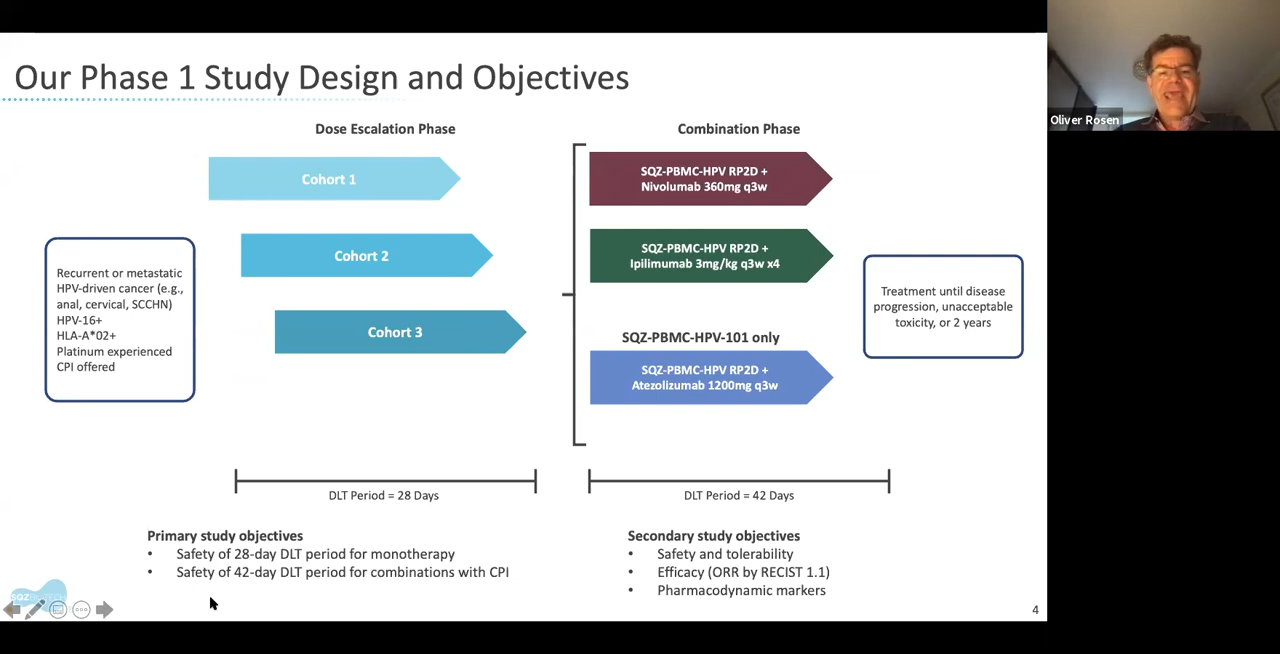 Our Phase 1 Study Design and Objectives
Oliver Rosen
Dose Escalation Phase
Combination Phase
Cohort 1
Cohort 2
Cohort 3
Recurrent or metastatic
HPV-driven cancer (e.g.,
anal, cervical, SCCHN)
HPV-16+
HLA-A*02+
Platinum experienced
CPI offered
SQZ-PBMC-HPV RP2D +
Nivolumab 360mg q3w
SQZ-PBMC-HPV RP2D +
Ipilimumab 3mg/kg q3w x4
SQZ-PBMC-HPV-101 only
SQZ-PBMC-HPV RP2D +
Atezolizumab 1200mg q3w
Treatment until disease
progression, unacceptable
toxicity, or 2 years
DLT Period = 28 Days
DLT Period = 42 Days
Primary study objectives
• Safety of 28-day DLT period for monotherapy
• Safety of 42-day DLT period for combinations with CPI
Secondary study objectives
• Safety and tolerability
• Efficacy (ORR by RECIST 1.1)
• Pharmacodynamic markers
SQZ
4